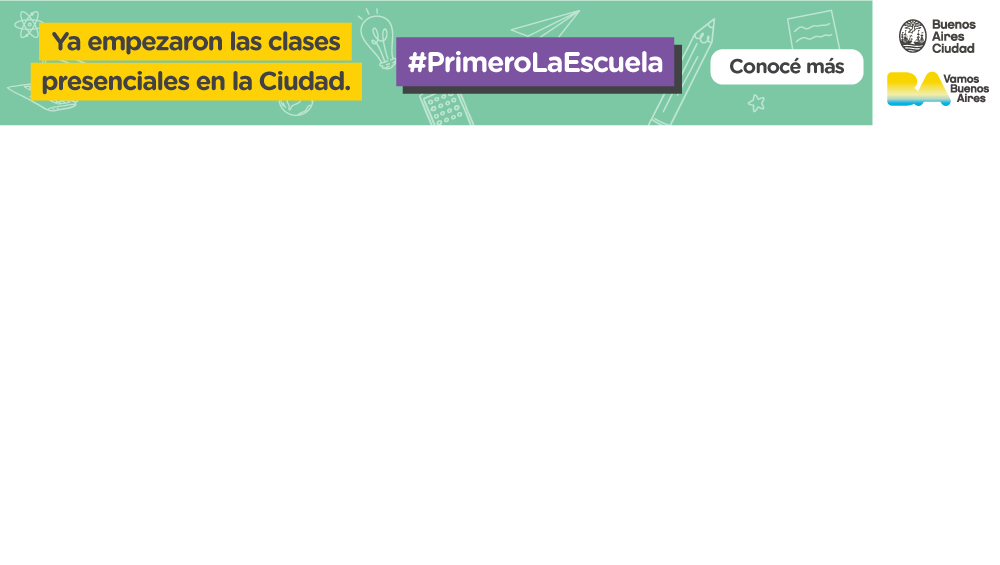 Ya empezaron las clases
presenciales en la Ciudad.
#PrimeroLaEscuela
Conocé más
Buenos
Aires
Ciudad
BA
Vamos
Buenos
Aires